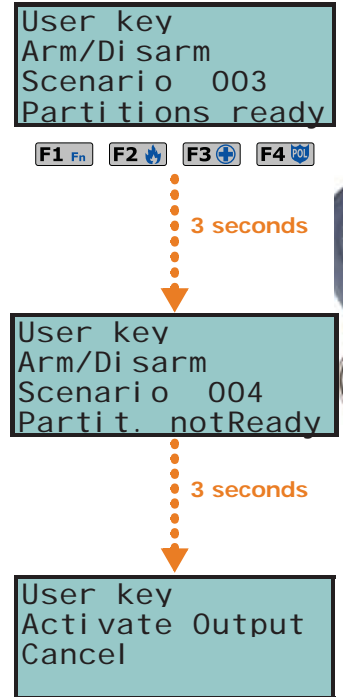 User key
Arm/Disarm
Scenario 003
Partitions ready
F1 Fn F2 F3 F4 POL
3 seconds
User key
Arm/Disarm
Scenario 004
Partit. notReady
3 seconds
User key
Activate Output
Cancel